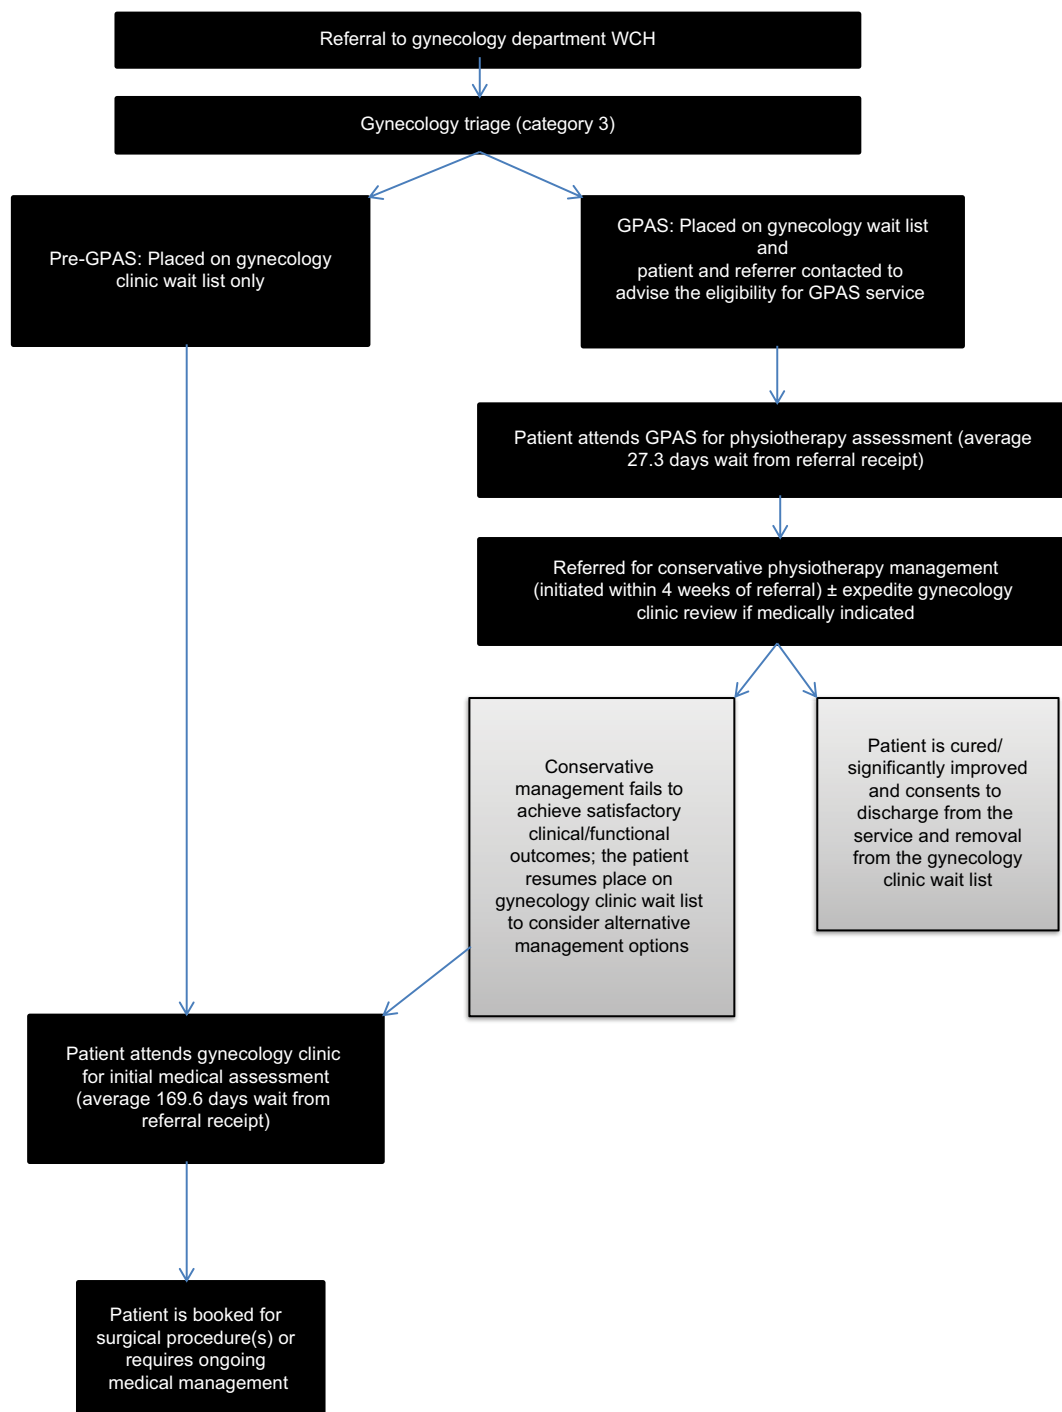 Referral to gynecology department WCH
Gynecology triage (category 3)
Pre-GPAS: Placed on gynecology
clinic wait list only
GPAS: Placed on gynecology wait list
and
patient and referrer contacted to
advise the eligibility for GPAS service
Patient attends GPAS for physiotherapy assessment (average
27.3 days wait from referral receipt)
Referred for conservative physiotherapy management
(initiated within 4 weeks of referral) ± expedite gynecology
clinic review if medically indicated
Conservative
management fails to
achieve satisfactory
clinical/functional
outcomes; the patient
resumes place on
gynecology clinic wait list
to consider alternative
management options
Patient is cured/
significantly improved
and consents to
discharge from the
service and removal
from the gynecology
clinic wait list
Patient attends gynecology clinic
for initial medical assessment
(average 169.6 days wait from
referral receipt)
Patient is booked for
surgical procedure(s) or
requires ongoing
medical management